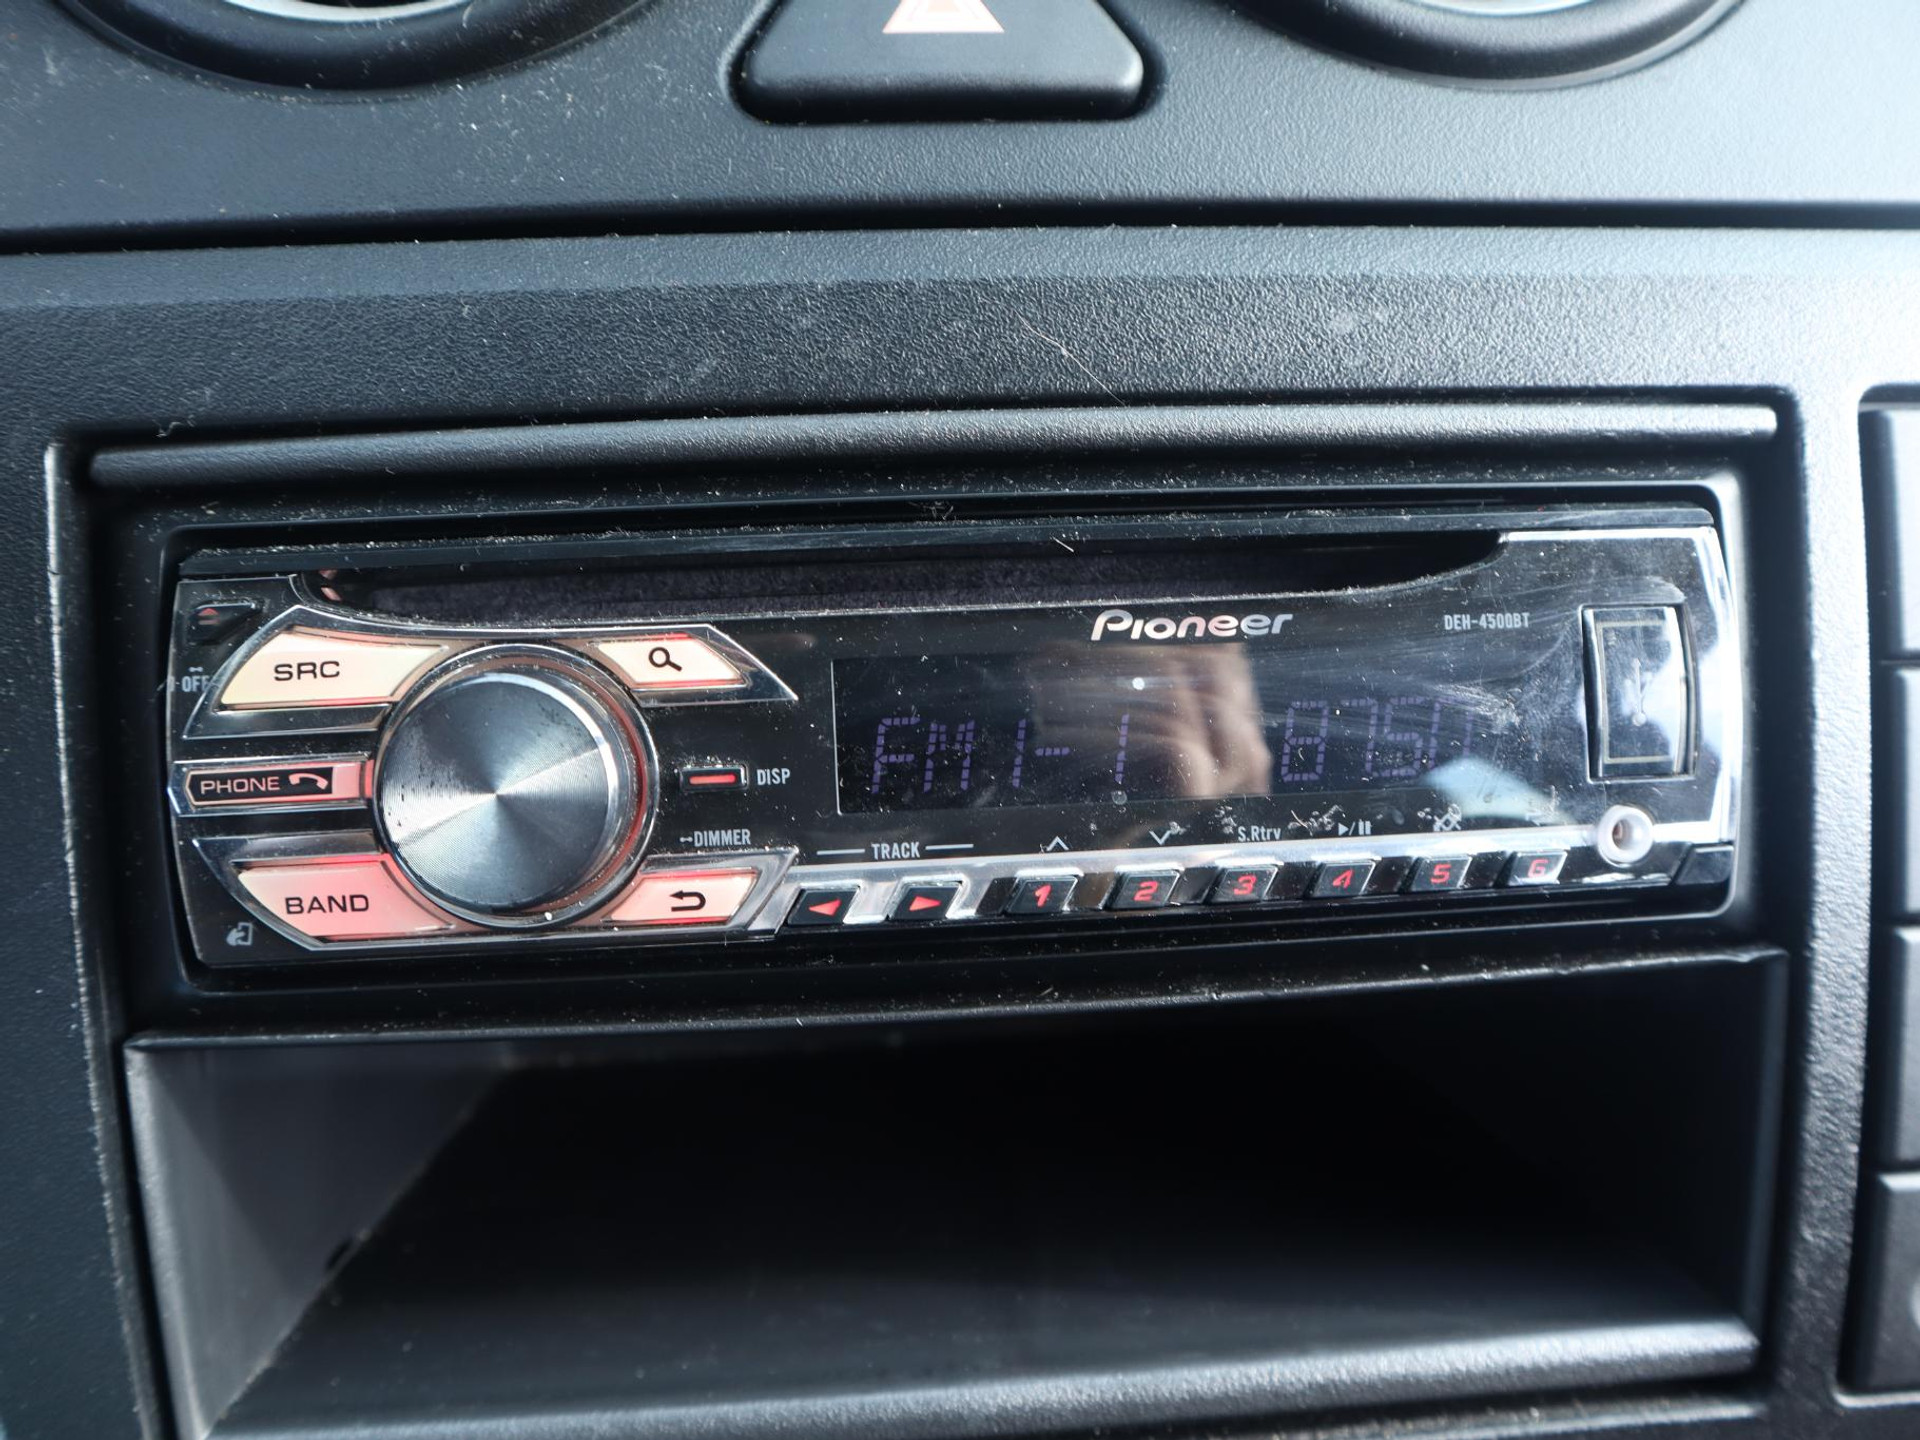 Pioneer
DEH-4500BT
SRC
OFF
FM1-1 8750
PHONE
DISP
DIMMER
TRACK
S.Rtrv
BAND
1 2 3 4 5 6